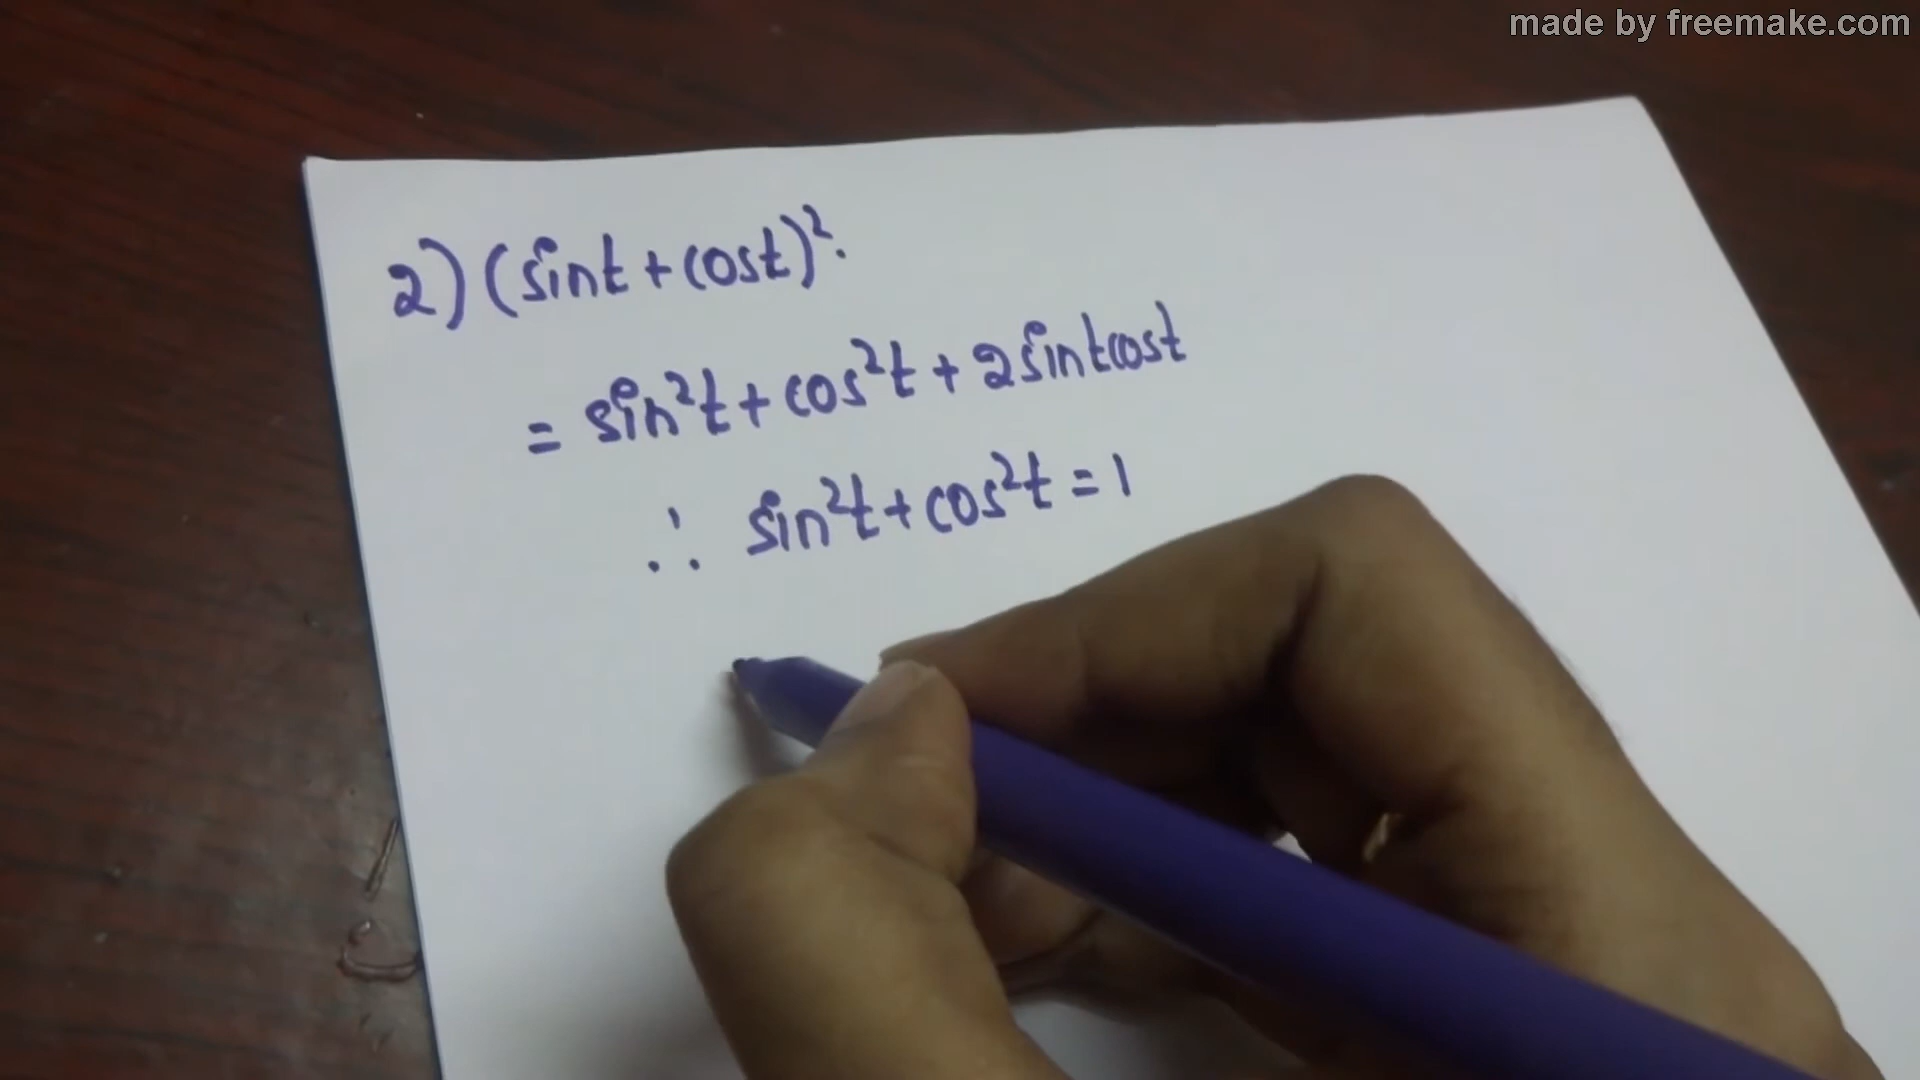 made by freemake.com
2) (sint + cost)².
= sin²t + cos²t + 2sintcost
∴ sin²t + cos²t = 1